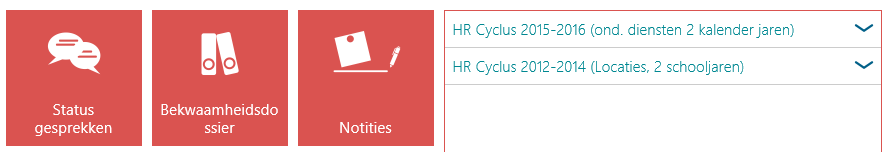 Status
gesprekken
Bekwaamheidsdo
ssier
Notities
HR Cyclus 2015-2016 (ond. diensten 2 kalender jaren)
HR Cyclus 2012-2014 (Locaties, 2 schooljaren)